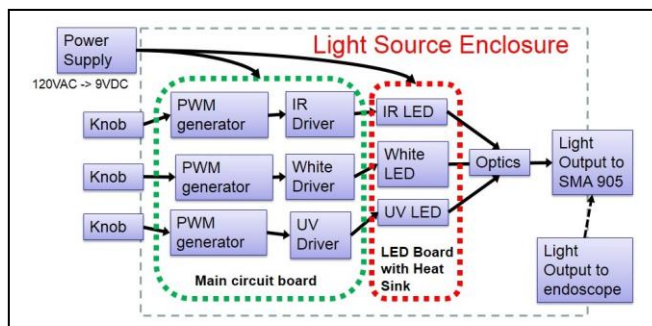 Power
Supply
120VAC -> 9VDC
Light Source Enclosure
Knob
PWM
generator
IR
Driver
IR LED
Knob
PWM
generator
White
Driver
White
LED
Optics
Light
Output to
SMA 905
Knob
PWM
generator
UV
Driver
UV LED
Main circuit board
LED Board
with Heat
Sink
Light
Output to
endoscope